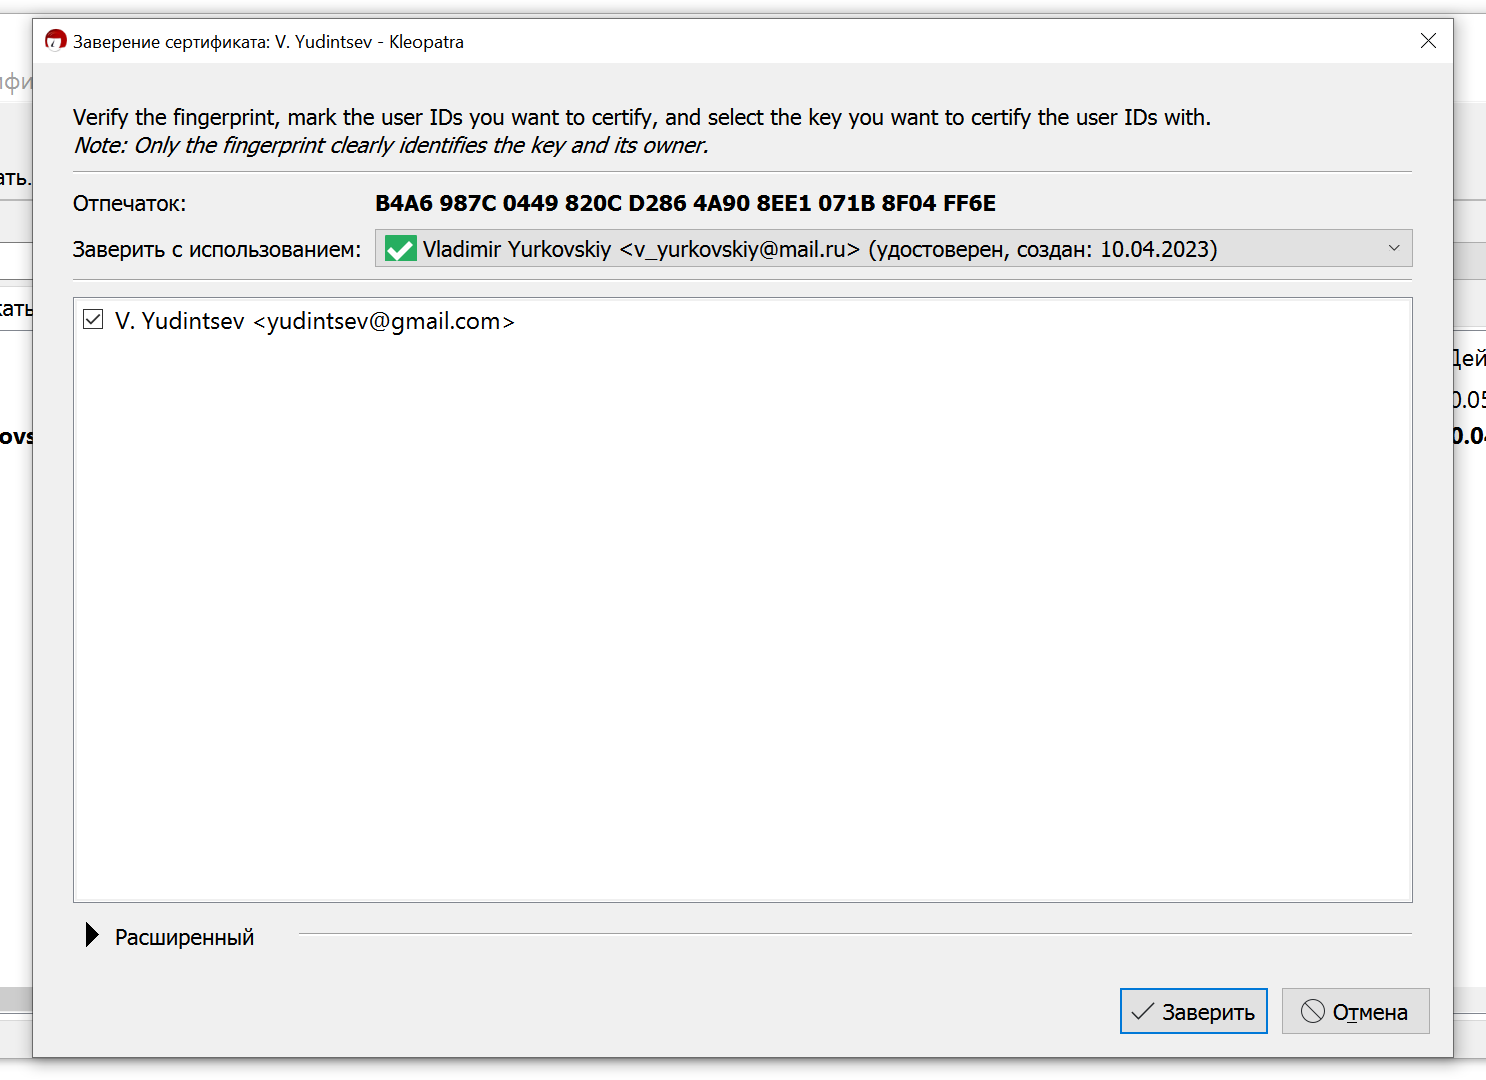 Заверение сертификата: V. Yudintsev - Kleopatra
Verify the fingerprint, mark the user IDs you want to certify, and select the key you want to certify the user IDs with.
Note: Only the fingerprint clearly identifies the key and its owner.
Отпечаток: B4A6 987C 0449 820C D286 4A90 8EE1 071B 8F04 FF6E
Заверить с использованием: Vladimir Yurkovskiy <v_yurkovskiy@mail.ru> (удостоверен, создан: 10.04.2023)
V. Yudintsev <yudintsev@gmail.com>
Расширенный
Заверить Отмена